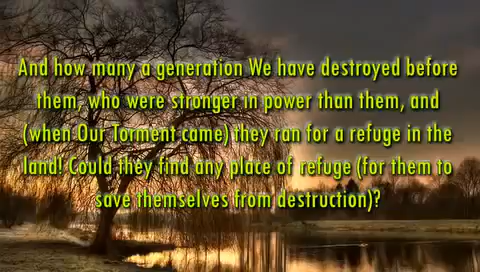 And how many a generation We have destroyed before
them, who were stronger in power than them, and
(when Our Torment came) they ran for a refuge in the
land! Could they find any place of refuge (for them to
save themselves from destruction)?